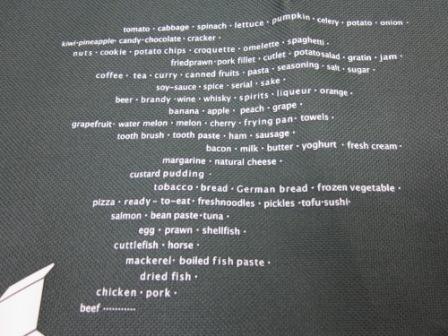 tomato・cabbage・spinach・lettuce・pumpkin・celery・potato・onion・
kiwi・pineapple・candy・chocolate・cracker・
nuts・cookie・potato chips・croquette・omelette・spaghetti・
friedprawn・pork fillet・cutlet・potatosalad・gratin・jam・
coffee・tea・curry・canned fruits・pasta・seasoning・salt・sugar・
soy-sauce・spice・serial・sake・
beer・brandy・wine・whisky・spirits・liqueur・orange・
banana・apple・peach・grape・
grapefruit・water melon・melon・cherry・frying pan・towels・
tooth brush・tooth paste・ham・sausage・
bacon・milk・butter・yoghurt・fresh cream・
margarine・natural cheese・
custard pudding・
tobacco・bread・German bread・frozen vegetable・
pizza・ready-to-eat・freshnoodles・pickles・tofu・sushi・
salmon・bean paste・tuna・
egg・prawn・shellfish・
cuttlefish・horse・
mackerel・boiled fish paste・
dried fish・
chicken・pork・
beef・・・・・・・・・・・